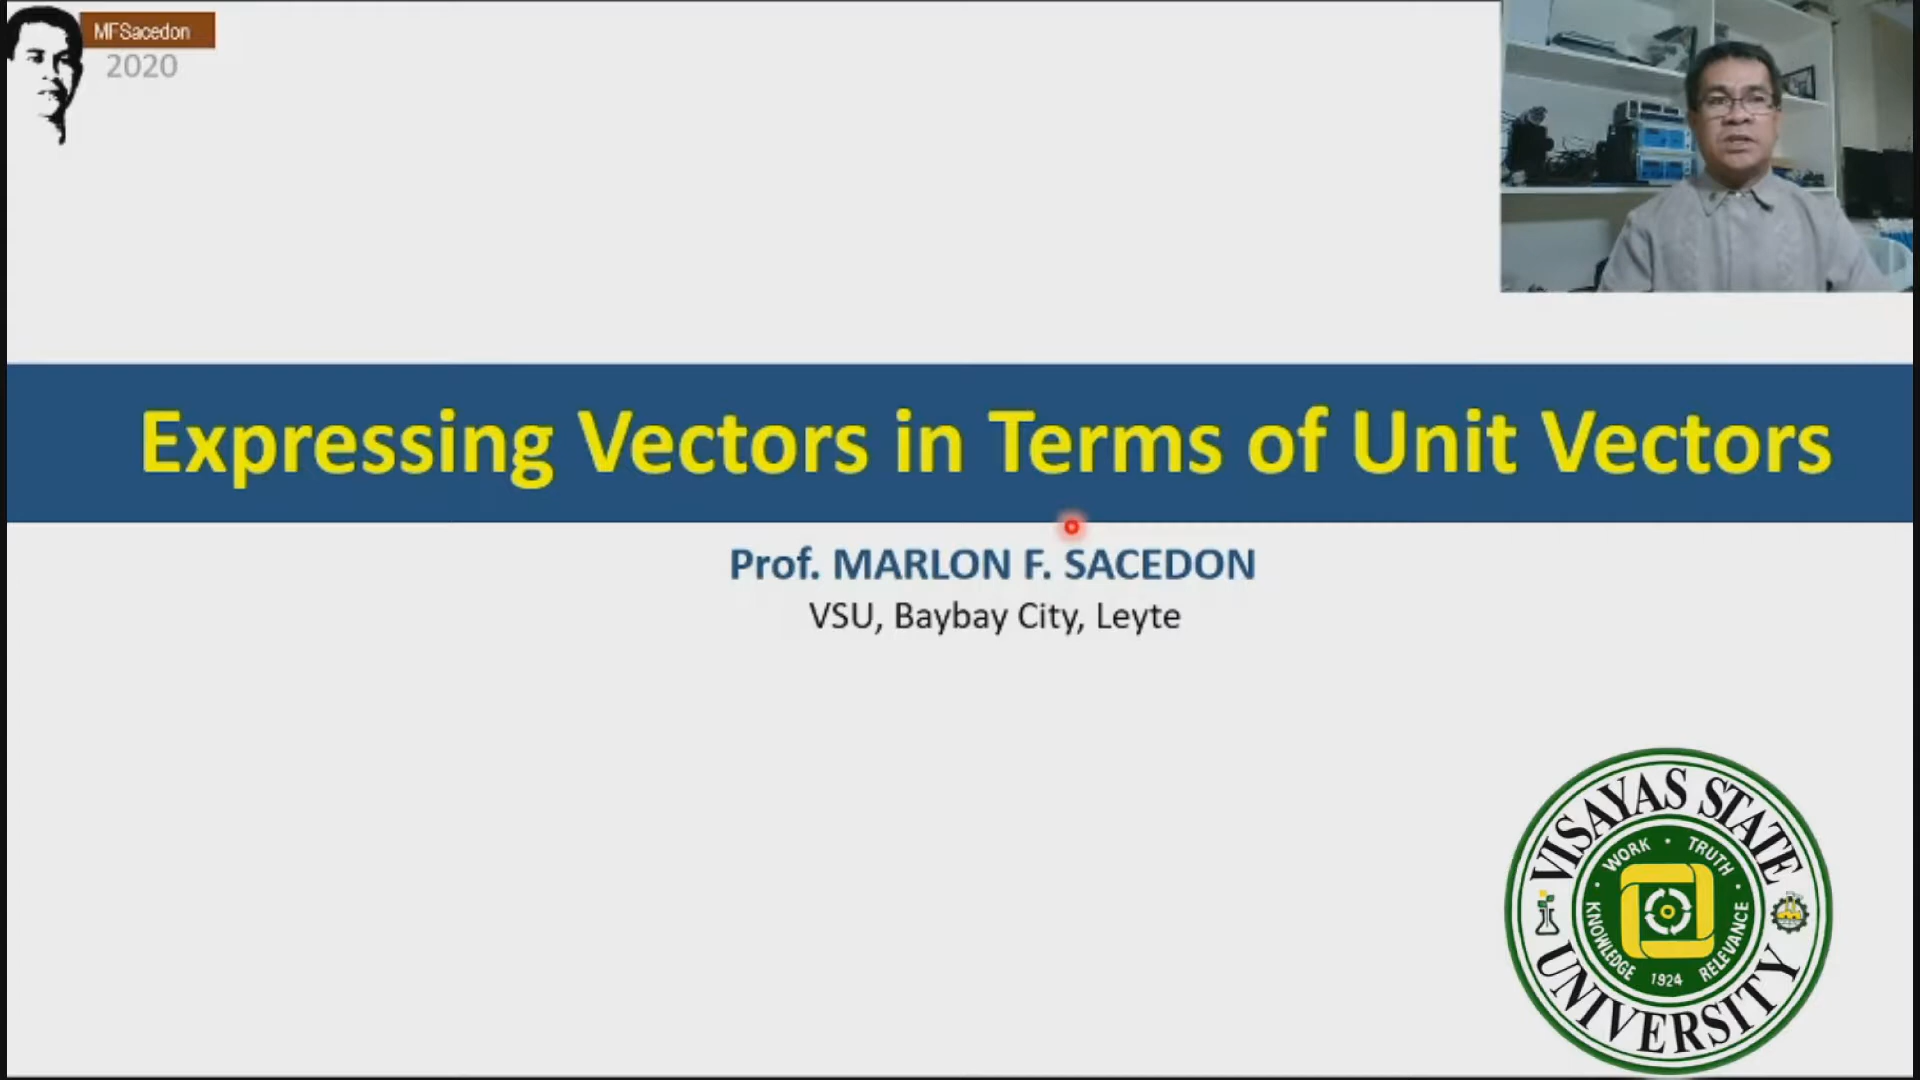 MFSacedon
2020
Expressing Vectors in Terms of Unit Vectors
Prof. MARLON F. SACEDON
VSU, Baybay City, Leyte
VISAYAS STATE
UNIVERSITY
WORK · TRUTH
KNOWLEDGE 1924 RELEVANCE